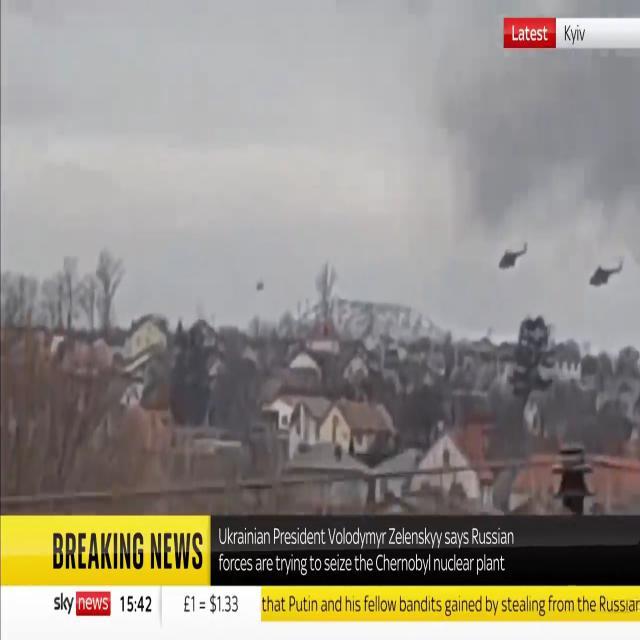 Latest Kyiv
BREAKING NEWS
Ukrainian President Volodymyr Zelenskyy says Russian
forces are trying to seize the Chernobyl nuclear plant
sky news 15:42 £1 = $1.33 that Putin and his fellow bandits gained by stealing from the Russian